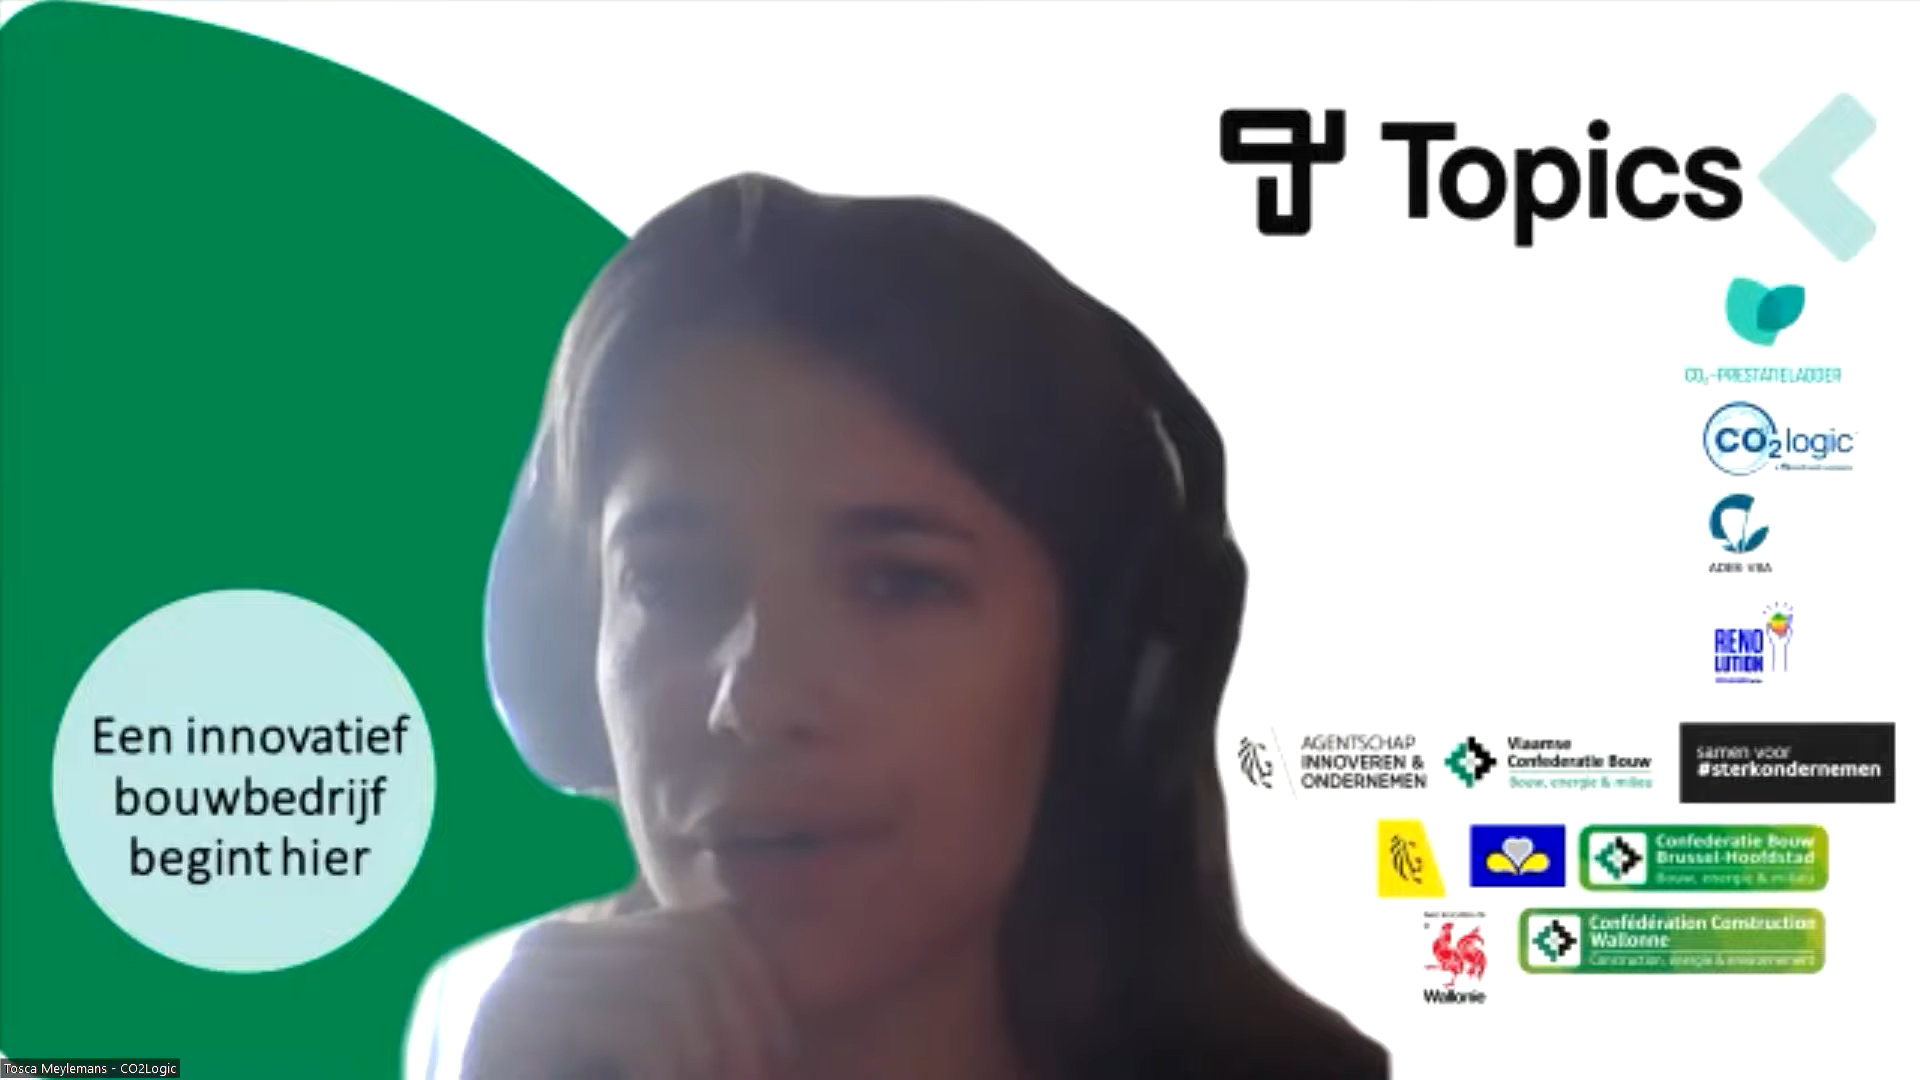 Topics
CO₂-PRESTATIELADDER
CO2logic
ADEB-VBA
RENO
LUTION
Een innovatief
bouwbedrijf
begint hier
AGENTSCHAP
INNOVEREN &
ONDERNEMEN
Vlaamse
Confederatie Bouw
Bouw, energie & milieu
samen voor
#sterkondernemen
Confederatie Bouw
Brussel-Hoofdstad
Bouw, energie & milieu
Confédération Construction
Wallonne
Construction, énergie & environnement
Wallonie
Tosca Meylemans - CO2Logic